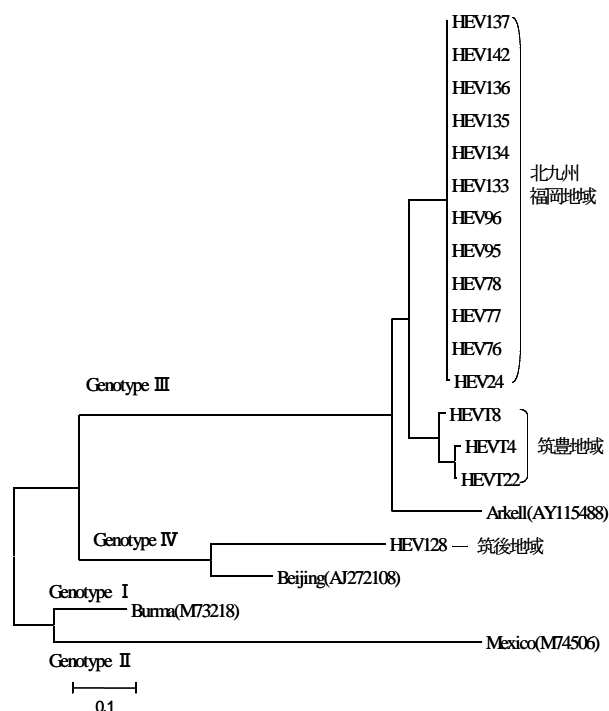 HEV137
HEV142
HEV136
HEV135
HEV134
HEV133
北九州
福岡地域
HEV96
HEV95
HEV78
HEV77
HEV76
HEV24
Genotype Ⅲ
HEVT8
HEVT4
筑豊地域
HEVT22
Arkell(AY115488)
Genotype Ⅳ
HEV128 — 筑後地域
Beijing(AJ272108)
Genotype Ⅰ
Burma(M73218)
Mexico(M74506)
Genotype Ⅱ
0.1